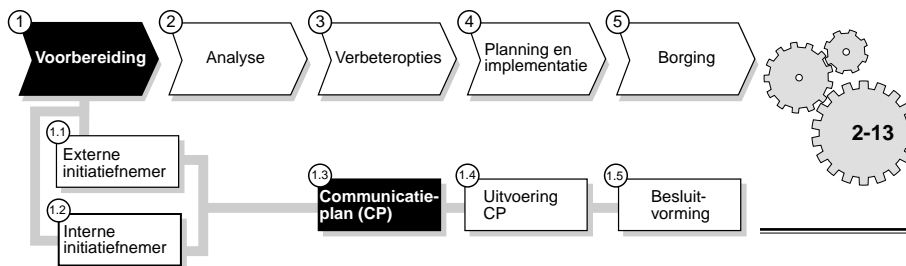 1
Voorbereiding
2
Analyse
3
Verbeteropties
4
Planning en
implementatie
5
Borging
2-13
1.1
Externe
initiatiefnemer
1.2
Interne
initiatiefnemer
1.3
Communicatie-
plan (CP)
1.4
Uitvoering
CP
1.5
Besluit-
vorming